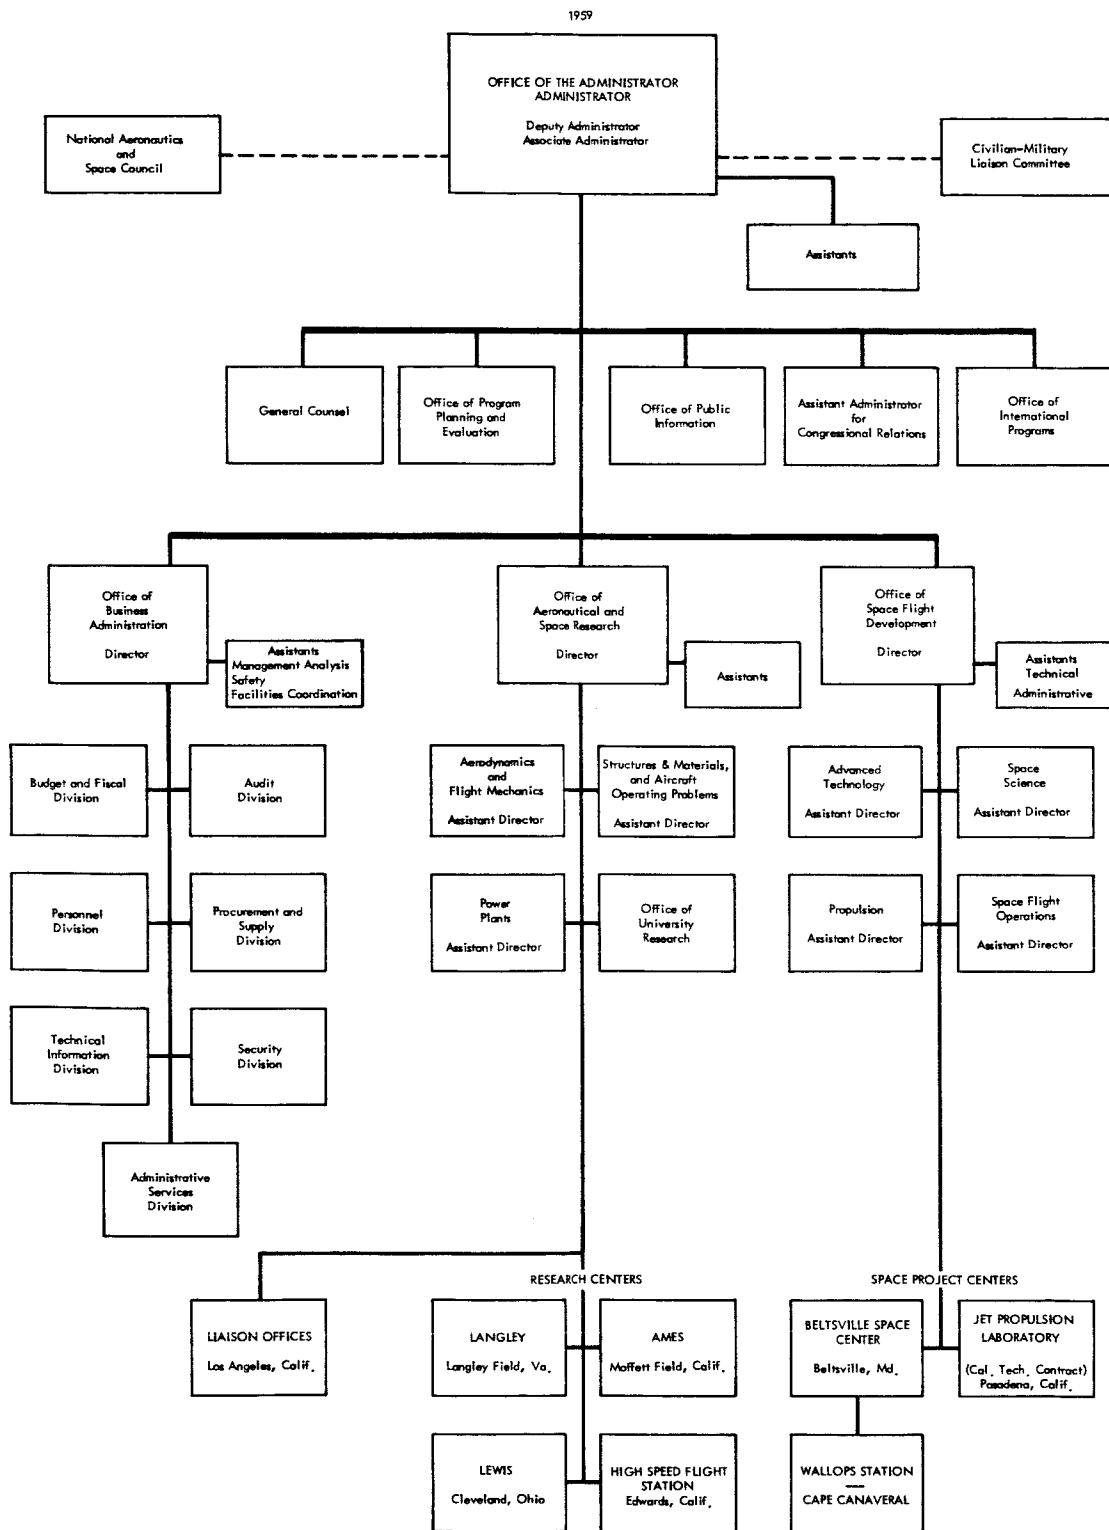 1959
OFFICE OF THE ADMINISTRATOR
ADMINISTRATOR
Deputy Administrator
Associate Administrator
National Aeronautics
and
Space Council
Civilian-Military
Liaison Committee
Assistants
General Counsel
Office of Program
Planning and
Evaluation
Office of Public
Information
Assistant Administrator
for
Congressional Relations
Office of
International
Programs
Office of
Business
Administration
Director
Assistants
Management Analysis
Safety
Facilities Coordination
Office of
Aeronautical and
Space Research
Director
Assistants
Office of
Space Flight
Development
Director
Assistants
Technical
Administrative
Budget and Fiscal
Division
Audit
Division
Aerodynamics
and
Flight Mechanics
Assistant Director
Structures & Materials,
and Aircraft
Operating Problems
Assistant Director
Advanced
Technology
Assistant Director
Space
Science
Assistant Director
Personnel
Division
Procurement and
Supply
Division
Power
Plants
Assistant Director
Office of
University
Research
Propulsion
Assistant Director
Space Flight
Operations
Assistant Director
Technical
Information
Division
Security
Division
Administrative
Services
Division
RESEARCH CENTERS
SPACE PROJECT CENTERS
LIAISON OFFICES
Los Angeles, Calif.
LANGLEY
Langley Field, Va.
AMES
Moffett Field, Calif.
BELTSVILLE SPACE
CENTER
Beltsville, Md.
JET PROPULSION
LABORATORY
(Cal. Tech. Contract)
Pasadena, Calif.
LEWIS
Cleveland, Ohio
HIGH SPEED FLIGHT
STATION
Edwards, Calif.
WALLOPS STATION
CAPE CANAVERAL